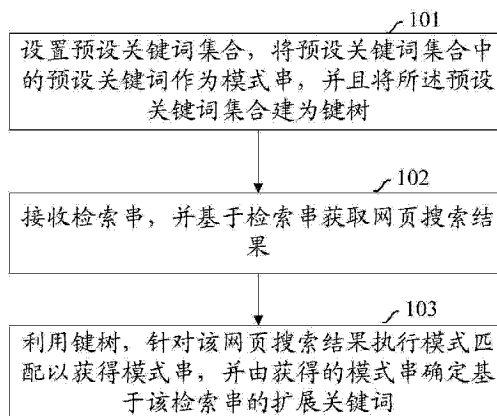 101
设置预设关键词集合，将预设关键词集合中
的预设关键词作为模式串，并且将所述预设
关键词集合建为键树
102
接收检索串，并基于检索串获取网页搜索结
果
103
利用键树，针对该网页搜索结果执行模式匹
配以获得模式串，并由获得的模式串确定基
于该检索串的扩展关键词